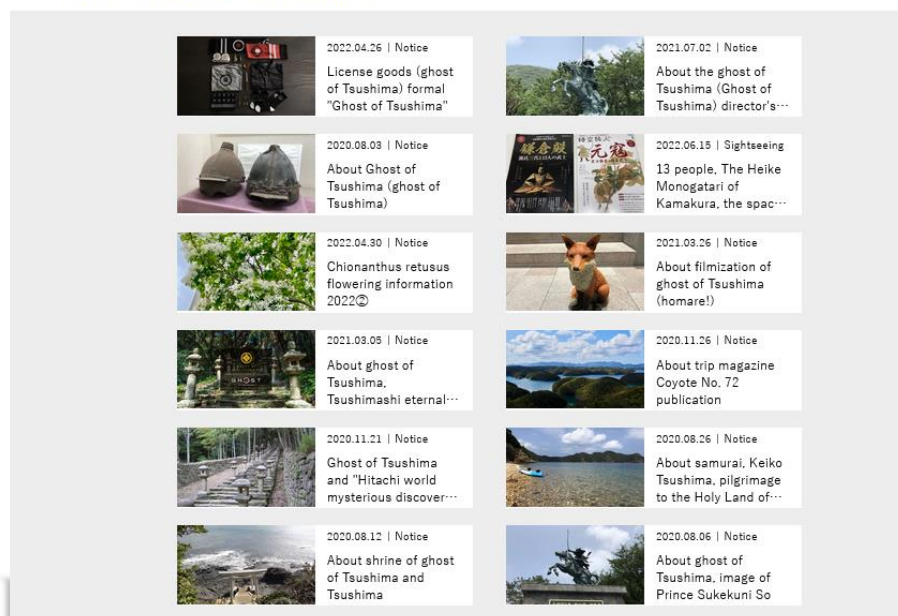 2022.04.26 | Notice
License goods (ghost
of Tsushima) formal
"Ghost of Tsushima"
2021.07.02 | Notice
About the ghost of
Tsushima (Ghost of
Tsushima) director's…
2020.08.03 | Notice
About Ghost of
Tsushima (ghost of
Tsushima)
鎌倉殿
元寇
2022.06.15 | Sightseeing
13 people, The Heike
Monogatari of
Kamakura, the spac…
2022.04.30 | Notice
Chionanthus retusus
flowering information
2022②
2021.03.26 | Notice
About filmization of
ghost of Tsushima
(homare!)
GHOST
2021.03.05 | Notice
About ghost of
Tsushima,
Tsushimashi eternal…
2020.11.26 | Notice
About trip magazine
Coyote No. 72
publication
2020.11.21 | Notice
Ghost of Tsushima
and "Hitachi world
mysterious discover…
2020.08.26 | Notice
About samurai, Keiko
Tsushima, pilgrimage
to the Holy Land of…
2020.08.12 | Notice
About shrine of ghost
of Tsushima and
Tsushima
2020.08.06 | Notice
About ghost of
Tsushima, image of
Prince Sukekuni So